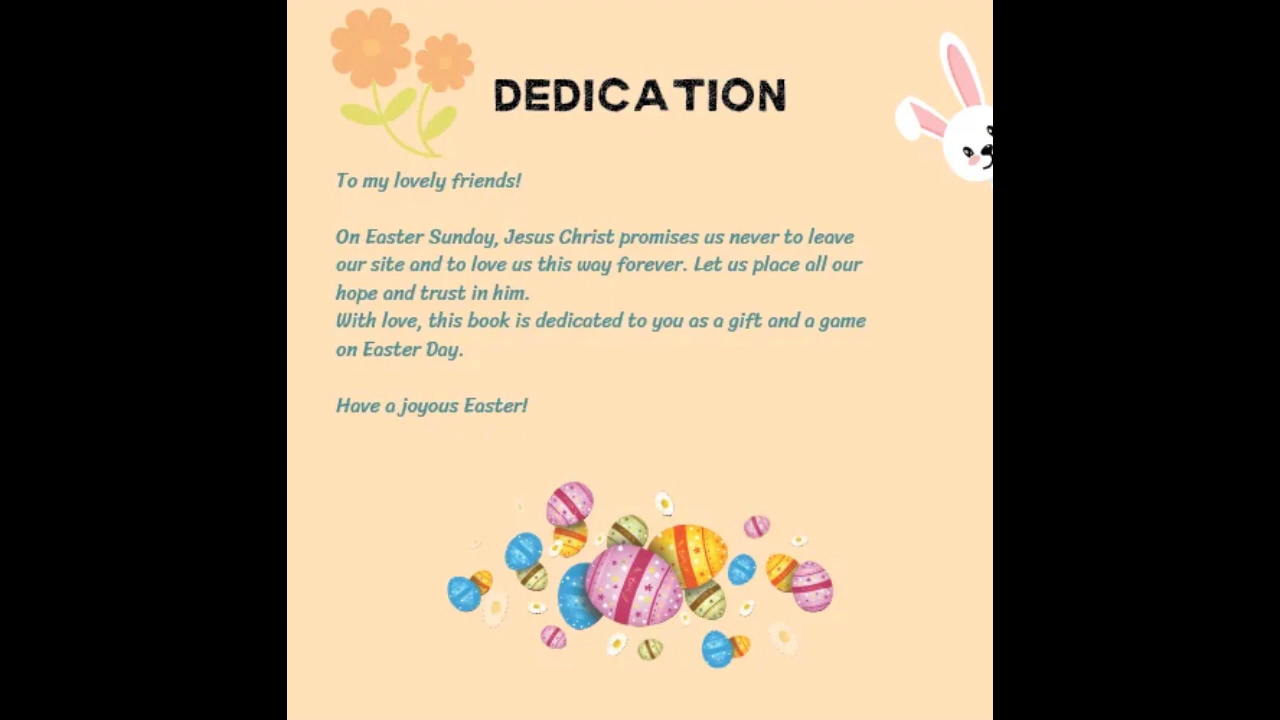 DEDICATION
To my lovely friends!
On Easter Sunday, Jesus Christ promises us never to leave
our site and to love us this way forever. Let us place all our
hope and trust in him.
With love, this book is dedicated to you as a gift and a game
on Easter Day.
Have a joyous Easter!